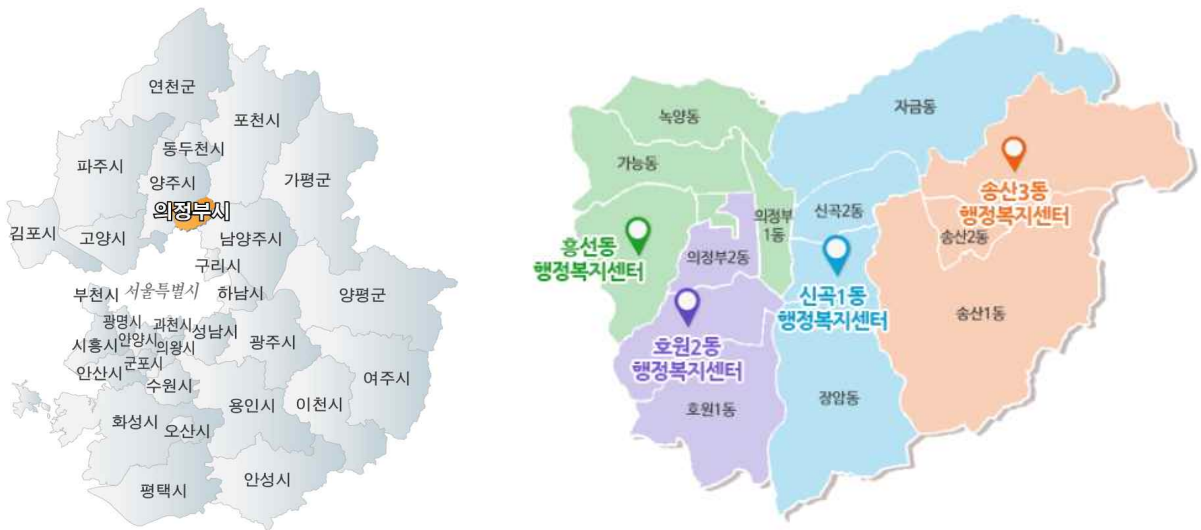 연천군
포천시
동두천시
파주시
양주시
가평군
의정부시
김포시
고양시
남양주시
구리시
부천시
서울특별시
하남시
양평군
광명시
과천시
시흥시
안양시
의왕시
성남시
광주시
안산시
군포시
수원시
여주시
용인시
이천시
화성시
오산시
평택시
안성시
자금동
녹양동
가능동
송산3동
행정복지센터
의정부
1동
신곡2동
송산2동
흥선동
행정복지센터
의정부2동
신곡1동
행정복지센터
송산1동
호원2동
행정복지센터
장암동
호원1동